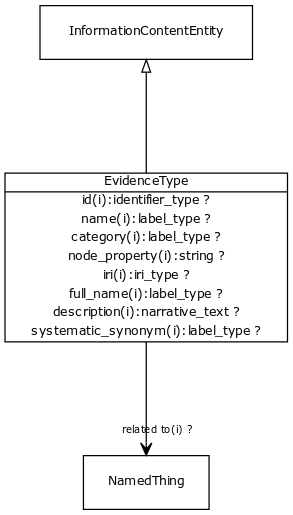 InformationContentEntity
EvidenceType
id(i):identifier_type ?
name(i):label_type ?
category(i):label_type ?
node_property(i):string ?
iri(i):iri_type ?
full_name(i):label_type ?
description(i):narrative_text ?
systematic_synonym(i):label_type ?
related to(i) ?
NamedThing